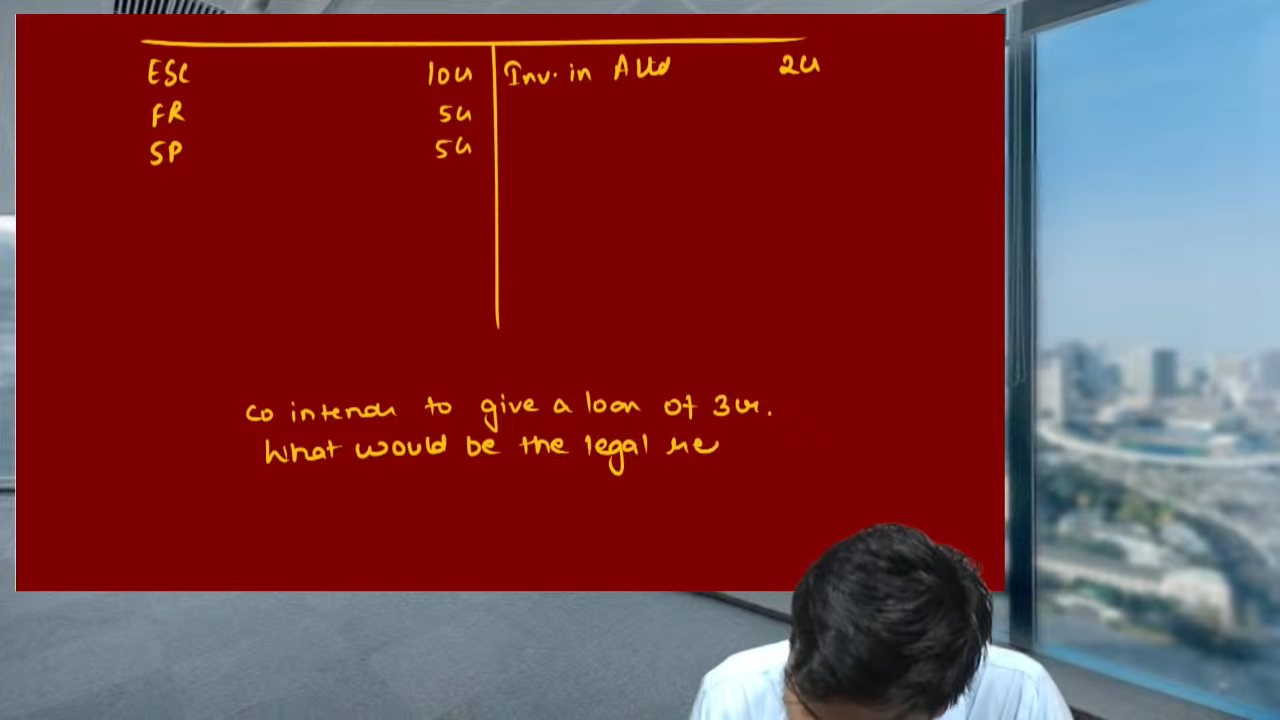 ESC 10cr Inv. in A Ltd 2cr
FR 5cr
SP 5cr
co intends to give a loan of 3cr.
What would be the legal re